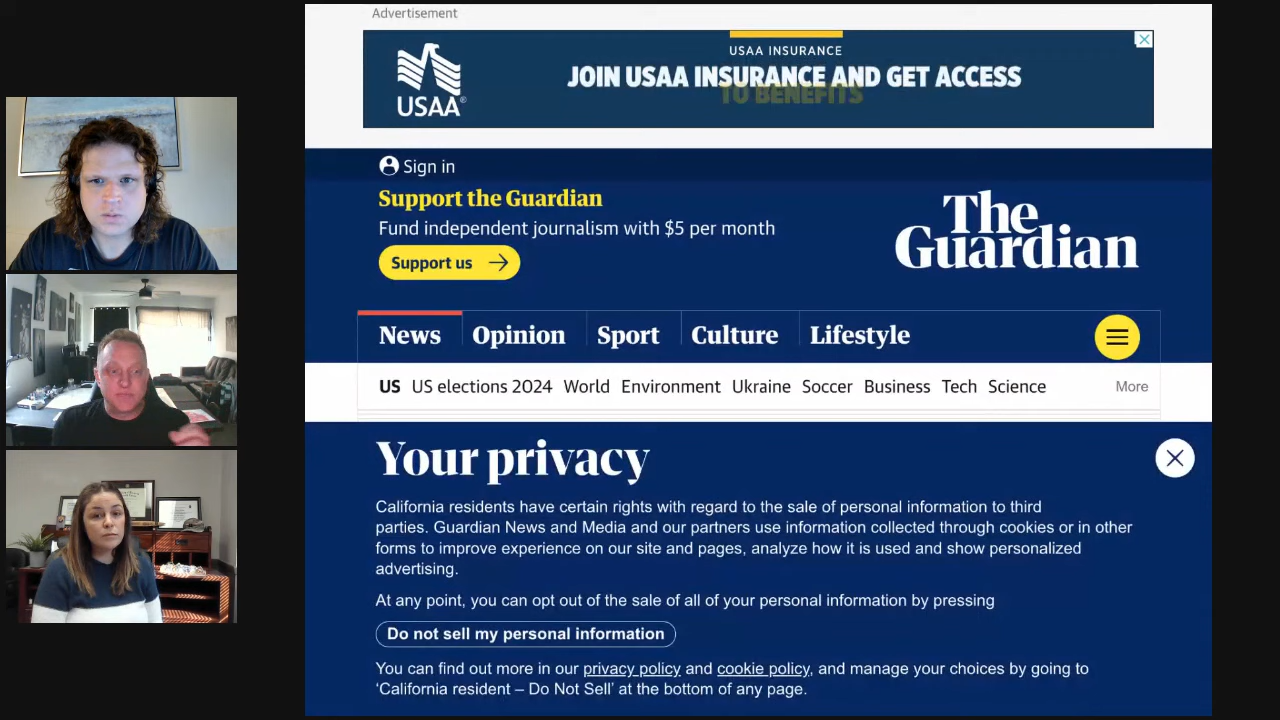 Advertisement
USAA INSURANCE
JOIN USAA INSURANCE AND GET ACCESS
TO BENEFITS
USAA®
Sign in
Support the Guardian
Fund independent journalism with $5 per month
Support us
The
Guardian
News Opinion Sport Culture Lifestyle
US US elections 2024 World Environment Ukraine Soccer Business Tech Science More
Your privacy
California residents have certain rights with regard to the sale of personal information to third
parties. Guardian News and Media and our partners use information collected through cookies or in other
forms to improve experience on our site and pages, analyze how it is used and show personalized
advertising.
At any point, you can opt out of the sale of all of your personal information by pressing
Do not sell my personal information
You can find out more in our privacy policy and cookie policy, and manage your choices by going to
‘California resident – Do Not Sell’ at the bottom of any page.